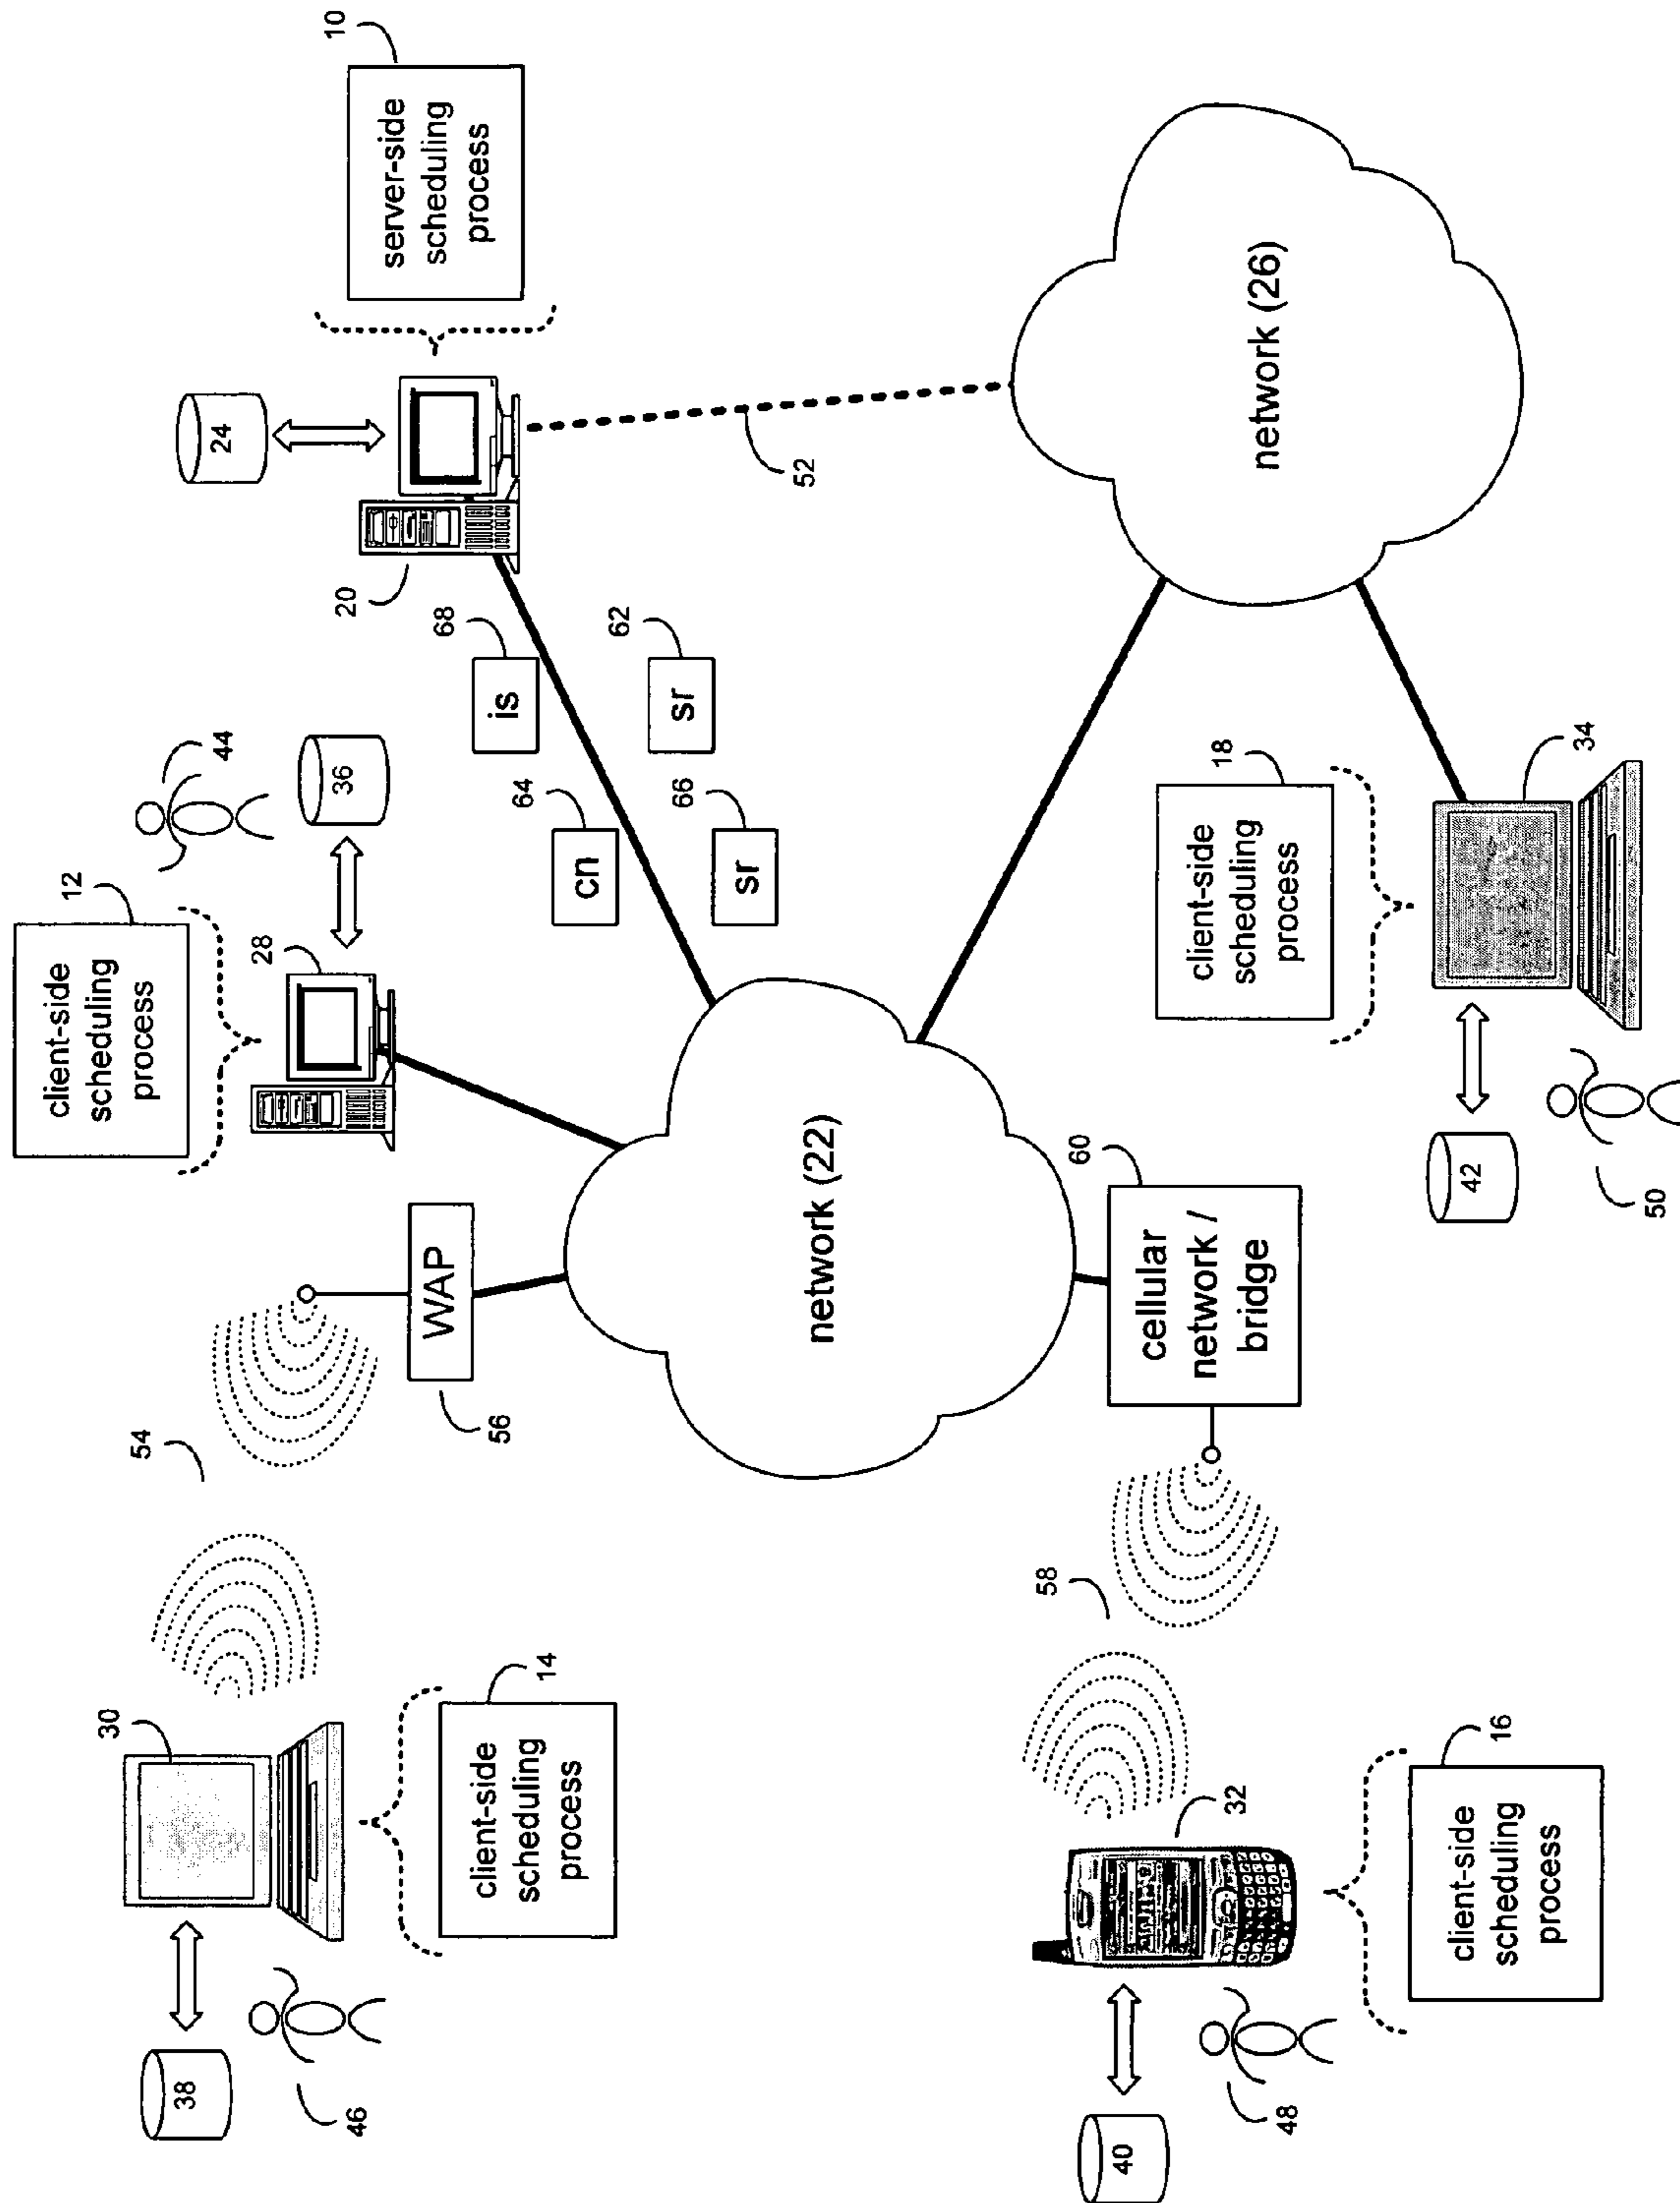 38
46
30
client-side
scheduling
process
14
54
WAP
56
client-side
scheduling
process
12
28
36
44
24
20
server-side
scheduling
process
10
is
68
cn
64
sr
62
sr
66
52
network (22)
network (26)
40
48
32
client-side
scheduling
process
16
58
cellular
network /
bridge
60
client-side
scheduling
process
18
34
42
50